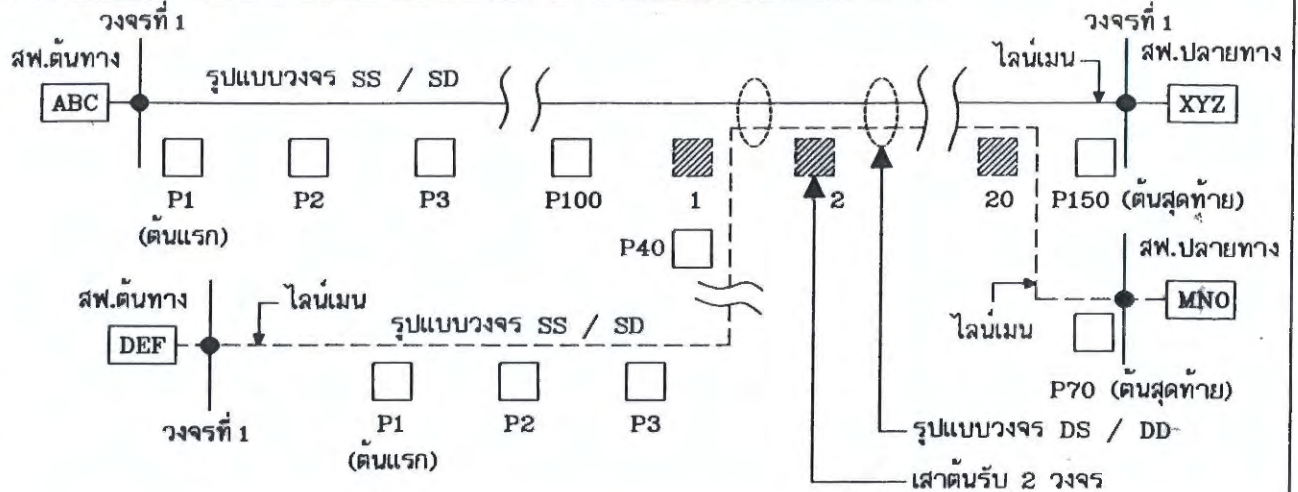 วงจรที่ 1
วงจรที่ 1
สพ.ต้นทาง
รูปแบบวงจร SS / SD
ไลน์เมน
สพ.ปลายทาง
ABC
XYZ
P1
P2
P3
P100
1
2
20
P150 (ต้นสุดท้าย)
(ต้นแรก)
P40
สพ.ต้นทาง
ไลน์เมน
สพ.ปลายทาง
DEF
รูปแบบวงจร SS / SD
ไลน์เมน
MNO
P1
P2
P3
P70 (ต้นสุดท้าย)
วงจรที่ 1
(ต้นแรก)
รูปแบบวงจร DS / DD
เสาต้นรับ 2 วงจร